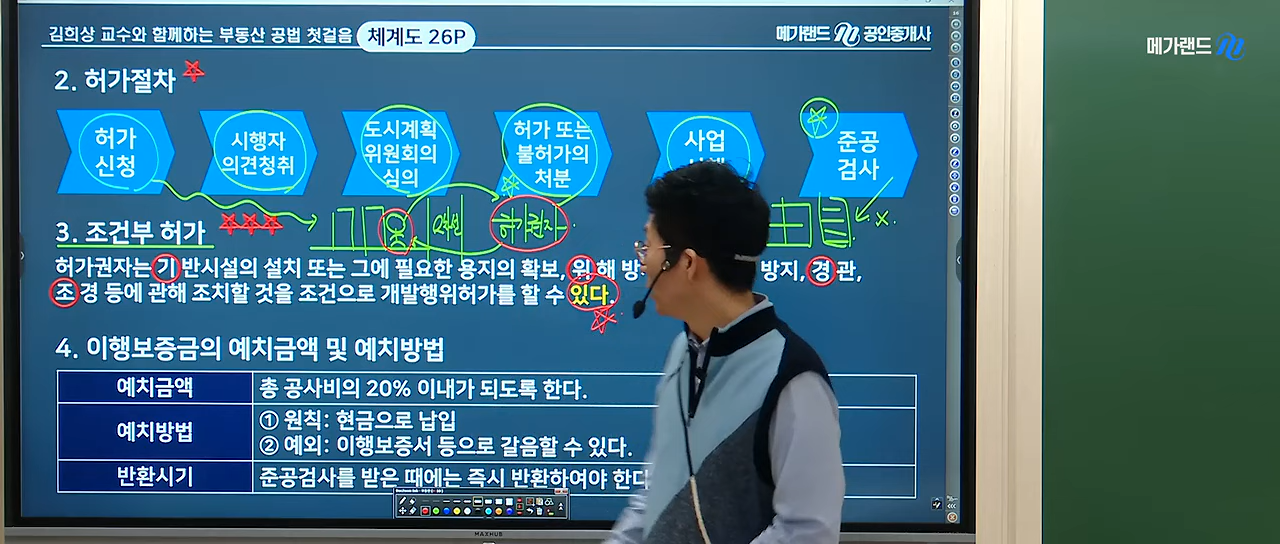 김희상 교수와 함께하는 부동산 공법 첫걸음 체계도 26P
메가랜드 공인중개사
메가랜드
2. 허가절차
허가
신청
시행자
의견청취
도시계획
위원회의
심의
허가 또는
불허가의
처분
사업
준공
검사
허가권자
x.
3. 조건부 허가
허가권자는 기반시설의 설치 또는 그에 필요한 용지의 확보, 위해 방 방지, 경관,
조경 등에 관해 조치할 것을 조건으로 개발행위허가를 할 수 있다.
4. 이행보증금의 예치금액 및 예치방법
예치금액 총 공사비의 20% 이내가 되도록 한다.
예치방법 ① 원칙: 현금으로 납입
② 예외: 이행보증서 등으로 갈음할 수 있다.
반환시기 준공검사를 받은 때에는 즉시 반환하여야 한다
MAXHUB